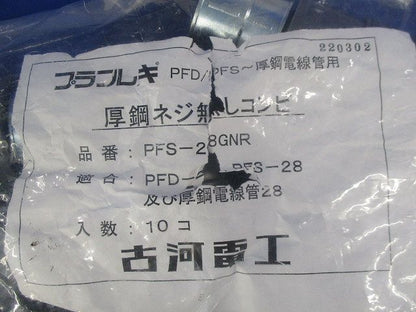 220302
プラフレキ PFD/PFS～厚鋼電線管用
厚鋼ネジ無しコンビ
品番：PFS-28GNR
適合：PFD- PFS-28
及び厚鋼電線管28
入数：10コ
古河電工